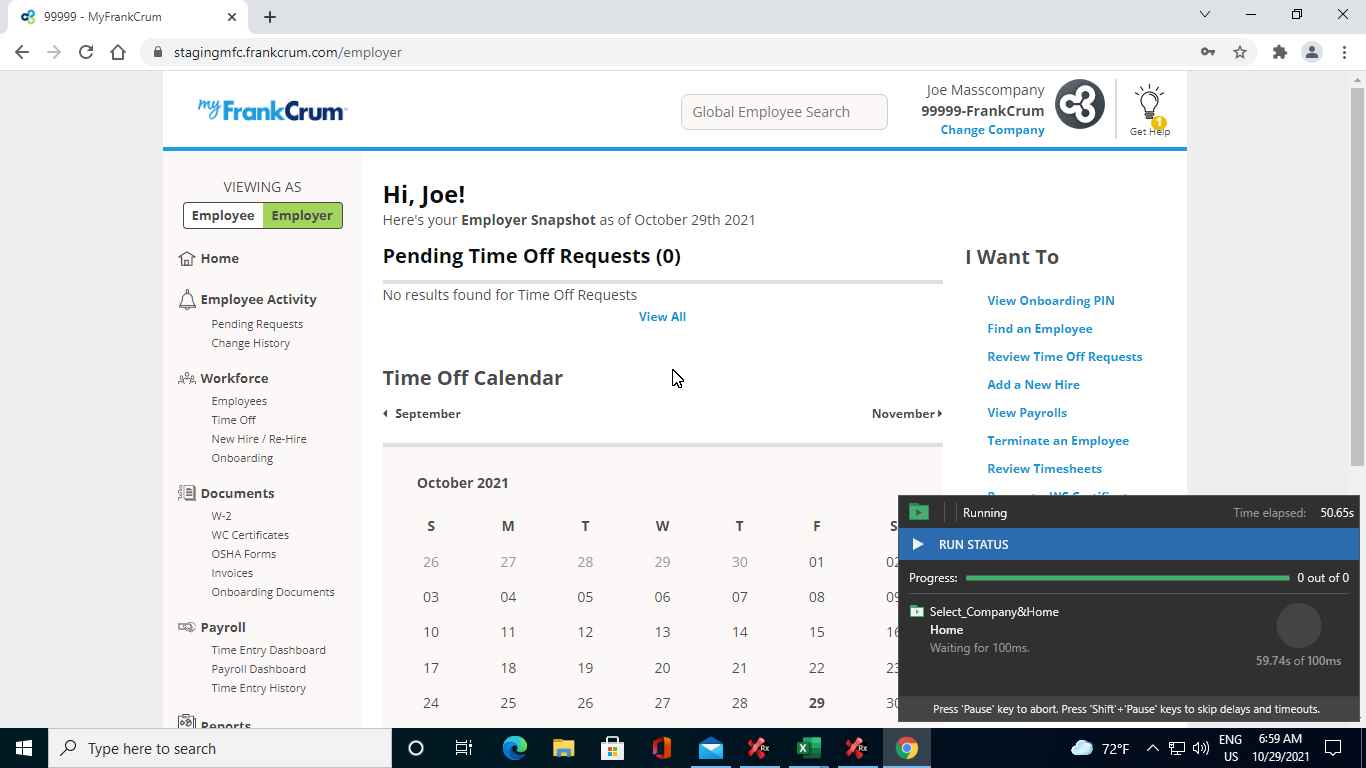 99999 - MyFrankCrum
stagingmfc.frankcrum.com/employer
my FrankCrum
Global Employee Search
Joe Masscompany
99999-FrankCrum
Change Company
1
Get Help
VIEWING AS
Employee Employer
Home
Employee Activity
Pending Requests
Change History
Workforce
Employees
Time Off
New Hire / Re-Hire
Onboarding
Documents
W-2
WC Certificates
OSHA Forms
Invoices
Onboarding Documents
Payroll
Time Entry Dashboard
Payroll Dashboard
Time Entry History
Reports
Hi, Joe!
Here's your Employer Snapshot as of October 29th 2021
Pending Time Off Requests (0)
No results found for Time Off Requests
View All
Time Off Calendar
September November
October 2021
S M T W T F S
26 27 28 29 30 01 02
03 04 05 06 07 08 09
10 11 12 13 14 15 16
17 18 19 20 21 22 23
24 25 26 27 28 29 30
I Want To
View Onboarding PIN
Find an Employee
Review Time Off Requests
Add a New Hire
View Payrolls
Terminate an Employee
Review Timesheets
Running Time elapsed: 50.65s
RUN STATUS
Progress: 0 out of 0
Select_Company&Home
Home
Waiting for 100ms.
59.74s of 100ms
Press 'Pause' key to abort. Press 'Shift'+'Pause' keys to skip delays and timeouts.
Type here to search
Rx
Rx
72°F
ENG
US
6:59 AM
10/29/2021